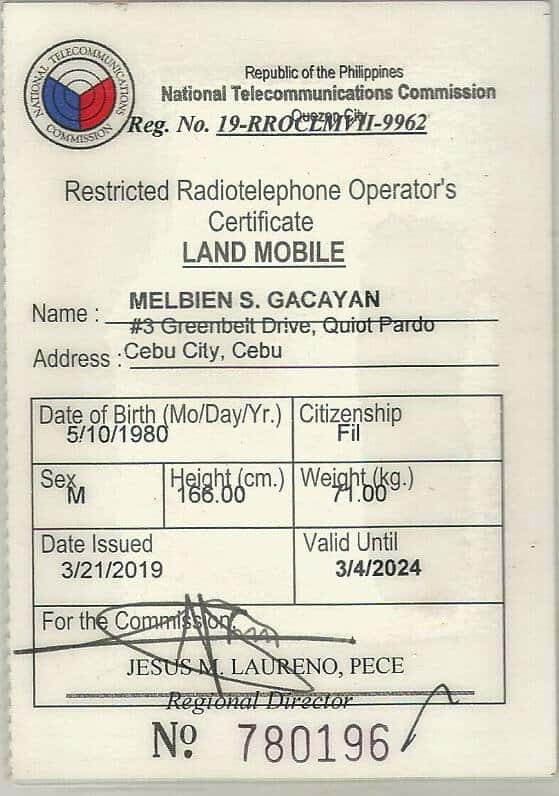 NATIONAL TELECOMMUNICATIONS COMMISSION
Republic of the Philippines
National Telecommunications Commission
Quezon City
Reg. No. 19-RROCLMVII-9962
Restricted Radiotelephone Operator's
Certificate
LAND MOBILE
Name : MELBIEN S. GACAYAN
#3 Greenbelt Drive, Quiot Pardo
Address : Cebu City, Cebu
Date of Birth (Mo/Day/Yr.) Citizenship
5/10/1980 Fil
Sex Height (cm.) Weight (kg.)
M 166.00 71.00
Date Issued Valid Until
3/21/2019 3/4/2024
For the Commission
JESUS M. LAURENO, PECE
Regional Director
Nº 780196